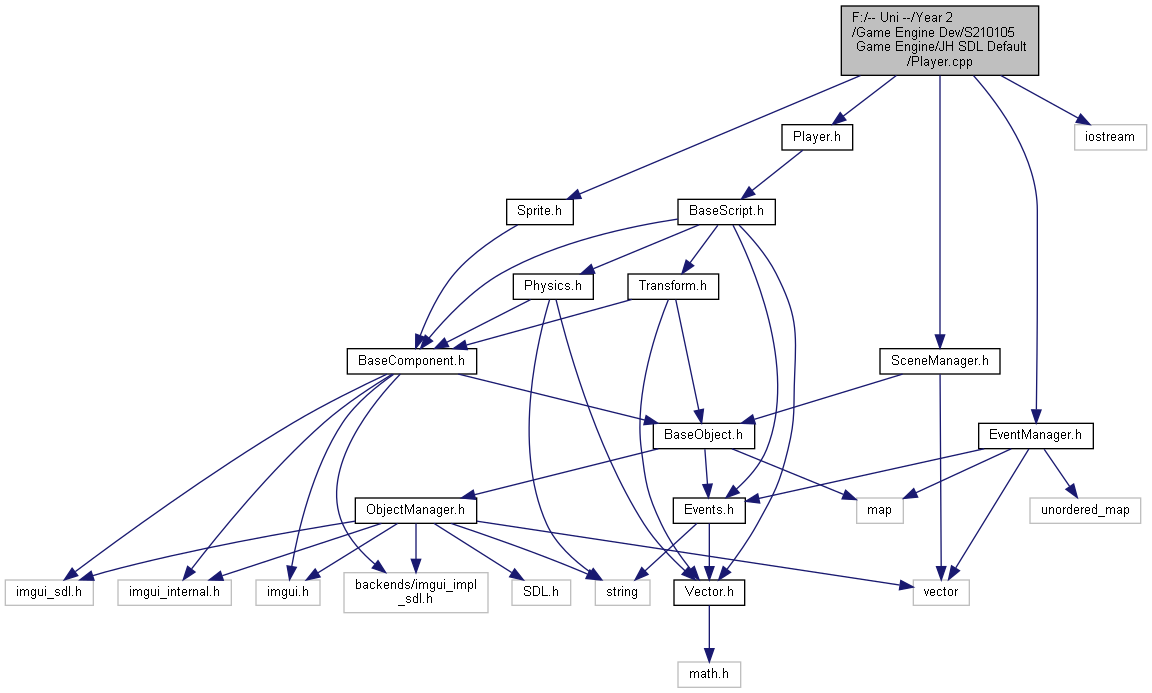 F:/-- Uni --/Year 2
/Game Engine Dev/S210105
Game Engine/JH SDL Default
/Player.cpp
Player.h
iostream
Sprite.h
BaseScript.h
Physics.h
Transform.h
BaseComponent.h
SceneManager.h
BaseObject.h
EventManager.h
ObjectManager.h
Events.h
map
unordered_map
imgui_sdl.h
imgui_internal.h
imgui.h
backends/imgui_impl
_sdl.h
SDL.h
string
Vector.h
vector
math.h